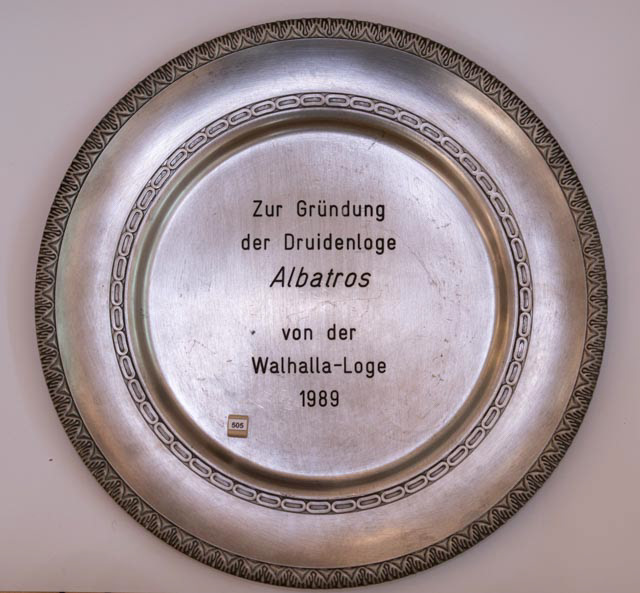 Zur Gründung
der Druidenloge
Albatros
von der
Walhalla-Loge
1989
505